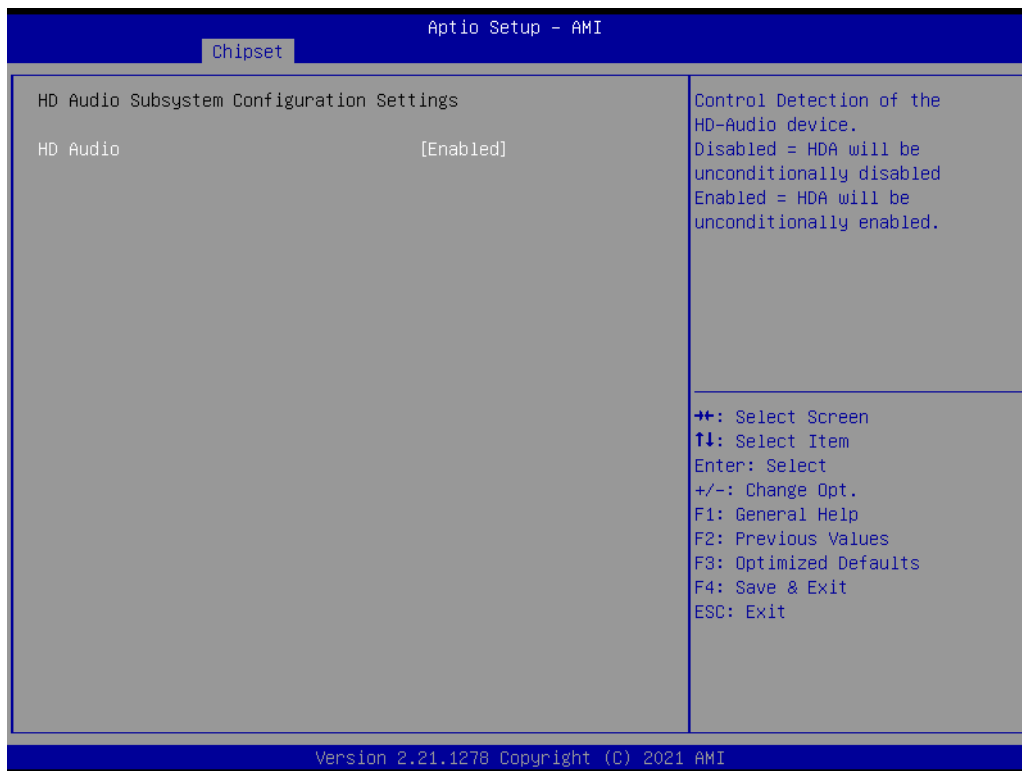 Aptio Setup – AMI
Chipset
HD Audio Subsystem Configuration Settings
HD Audio [Enabled]
Control Detection of the
HD-Audio device.
Disabled = HDA will be
unconditionally disabled
Enabled = HDA will be
unconditionally enabled.
→←: Select Screen
↑↓: Select Item
Enter: Select
+/-: Change Opt.
F1: General Help
F2: Previous Values
F3: Optimized Defaults
F4: Save & Exit
ESC: Exit
Version 2.21.1278 Copyright (C) 2021 AMI